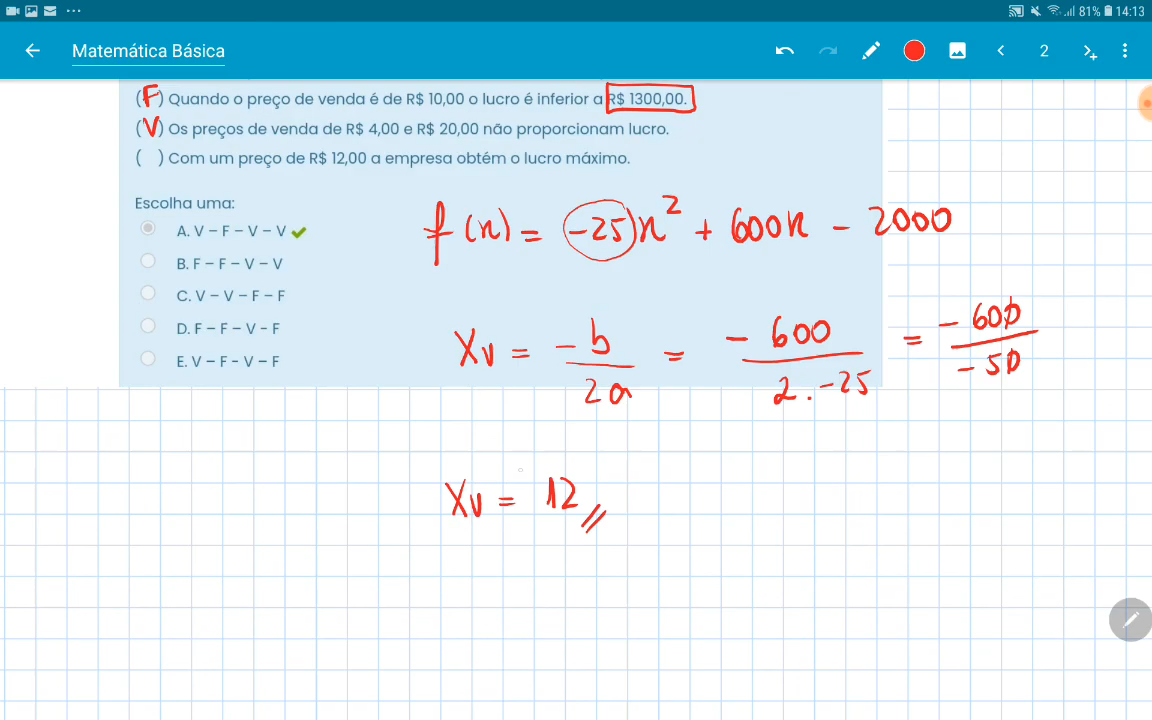 81% 14:13
Matemática Básica
2
(F) Quando o preço de venda é de R$ 10,00 o lucro é inferior a R$ 1300,00.
(V) Os preços de venda de R$ 4,00 e R$ 20,00 não proporcionam lucro.
( ) Com um preço de R$ 12,00 a empresa obtém o lucro máximo.
Escolha uma:
A. V – F – V – V
B. F – F – V – V
C. V – V – F – F
D. F – F – V - F
E. V – F - V – F
f(x) = -25x² + 600x - 2000
Xv = -b/2a = -600/2.-25 = -600/-50
Xv = 12//